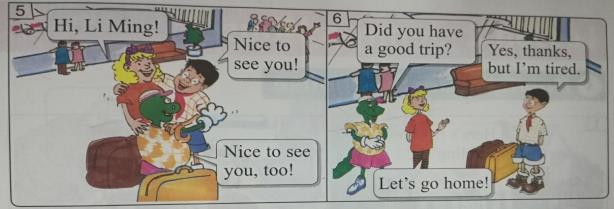 5
Hi, Li Ming!
Nice to
see you!
Nice to see
you, too!
6
Did you have
a good trip?
Yes, thanks,
but I'm tired.
Let's go home!